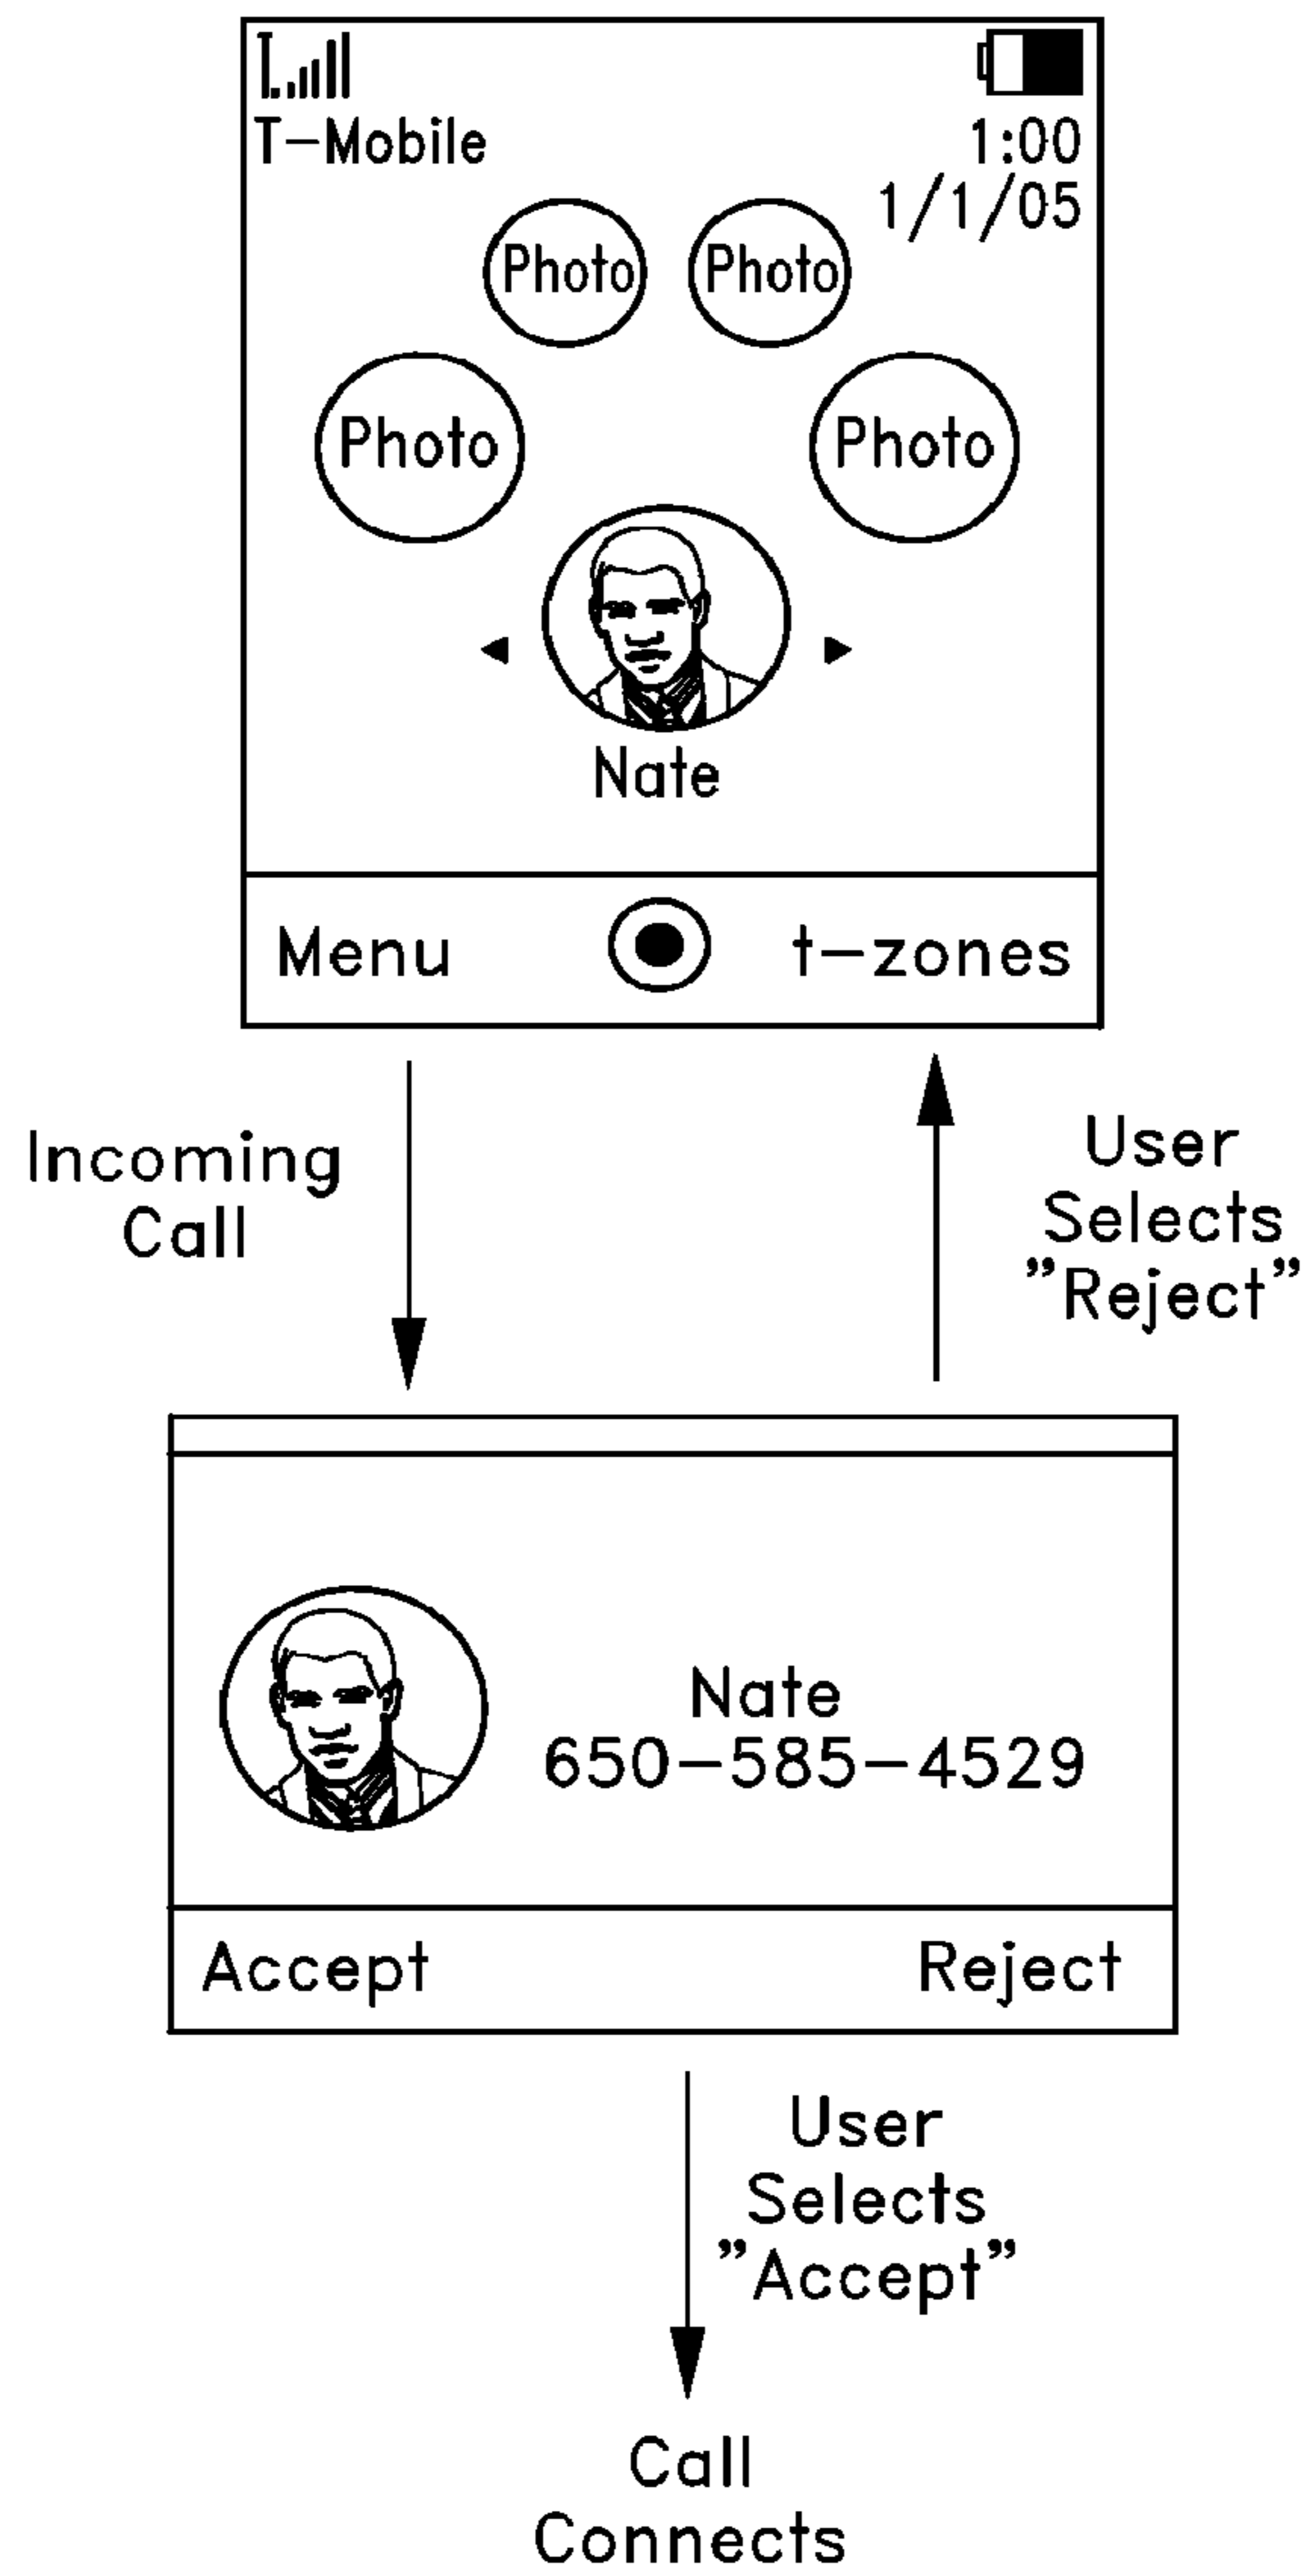 T-Mobile
1:00
1/1/05
Photo Photo
Photo Photo
Nate
Menu t-zones
Incoming
Call
User
Selects
"Reject"
Nate
650-585-4529
Accept Reject
User
Selects
"Accept"
Call
Connects